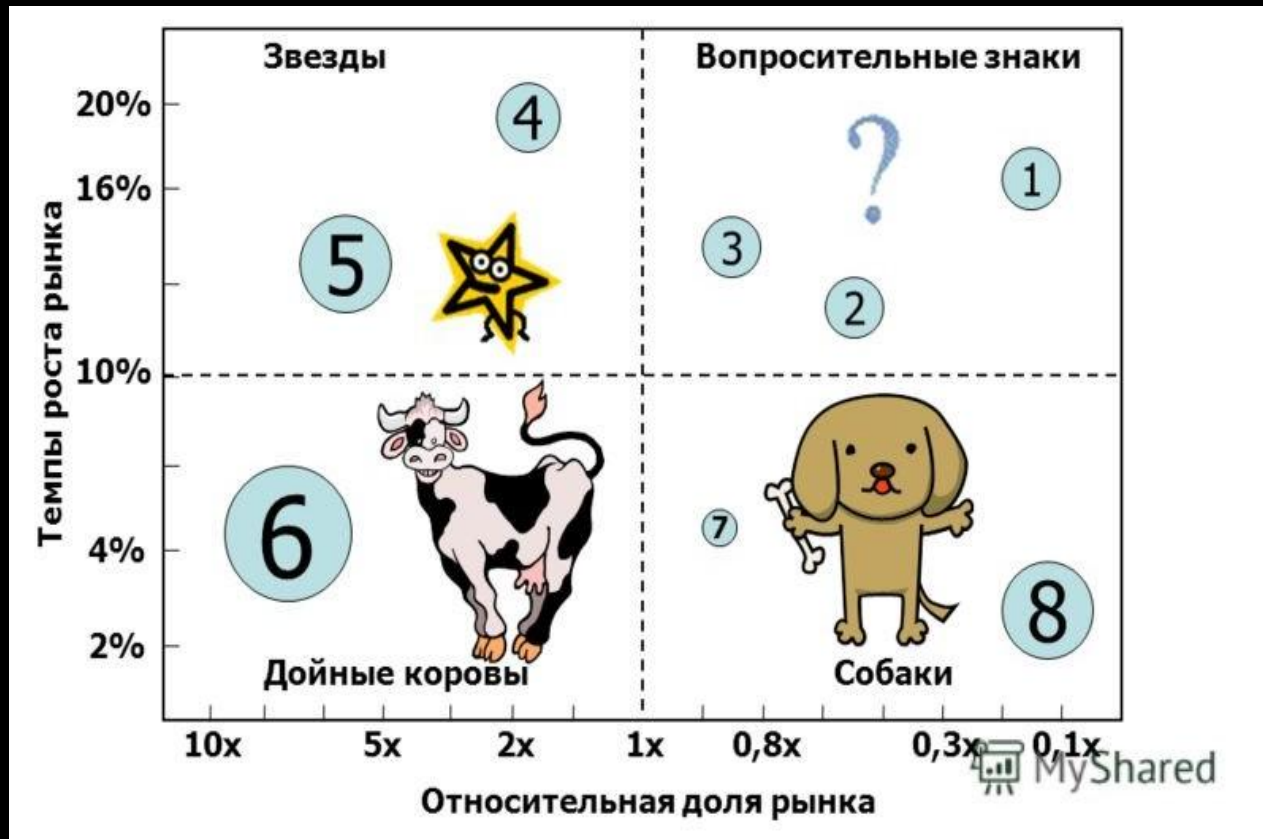 Звезды
Вопросительные знаки
20%
4
?
16%
1
5
3
2
10%
Темпы роста рынка
6
7
4%
8
2%
Дойные коровы
Собаки
10x 5x 2x 1x 0,8x 0,3x 0,1x
MyShared
Относительная доля рынка